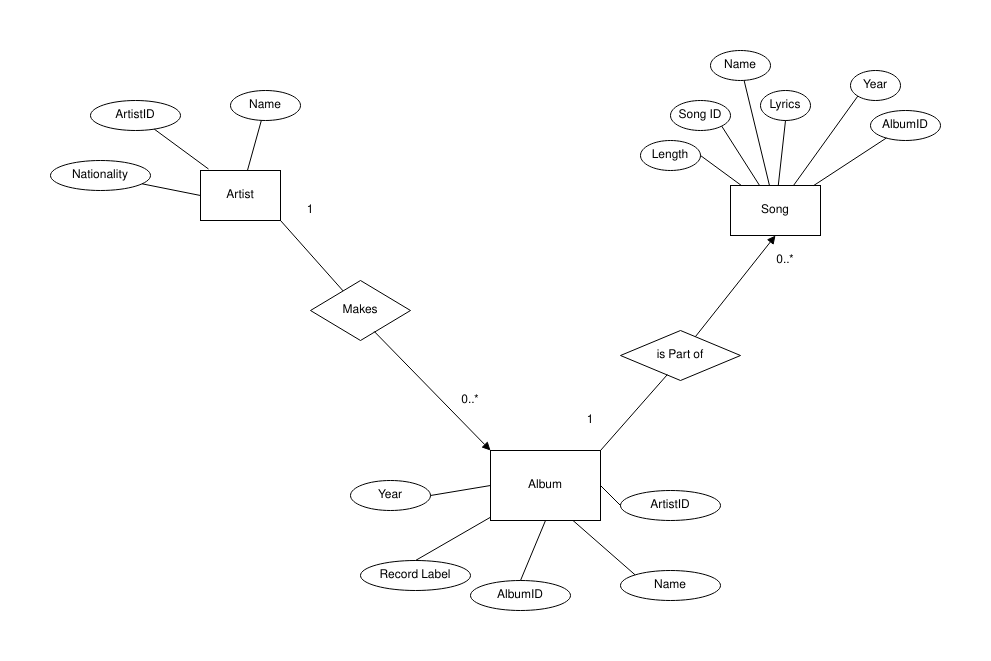 Name
Year
Name
Lyrics
ArtistID
Song ID
AlbumID
Length
Nationality
Artist
1
Song
0..*
Makes
is Part of
0..*
1
Album
Year
ArtistID
Record Label
Name
AlbumID